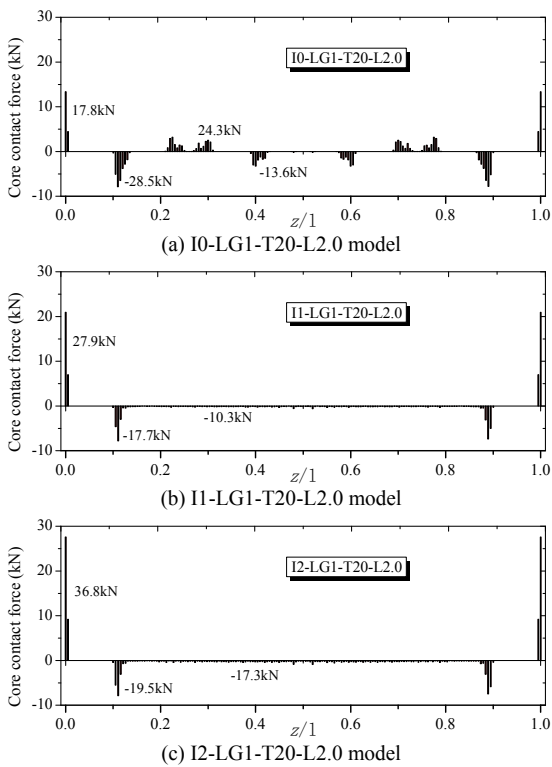 30
I0-LG1-T20-L2.0
20
17.8kN
24.3kN
10
0
-28.5kN
-13.6kN
-10
Core contact force (kN)
0.0 0.2 0.4 0.6 0.8 1.0
z/l
(a) I0-LG1-T20-L2.0 model
30
I1-LG1-T20-L2.0
20
27.9kN
10
0
-17.7kN
-10.3kN
-10
Core contact force (kN)
0.0 0.2 0.4 0.6 0.8 1.0
z/l
(b) I1-LG1-T20-L2.0 model
30
I2-LG1-T20-L2.0
20
36.8kN
10
0
-19.5kN
-17.3kN
-10
Core contact force (kN)
0.0 0.2 0.4 0.6 0.8 1.0
z/l
(c) I2-LG1-T20-L2.0 model